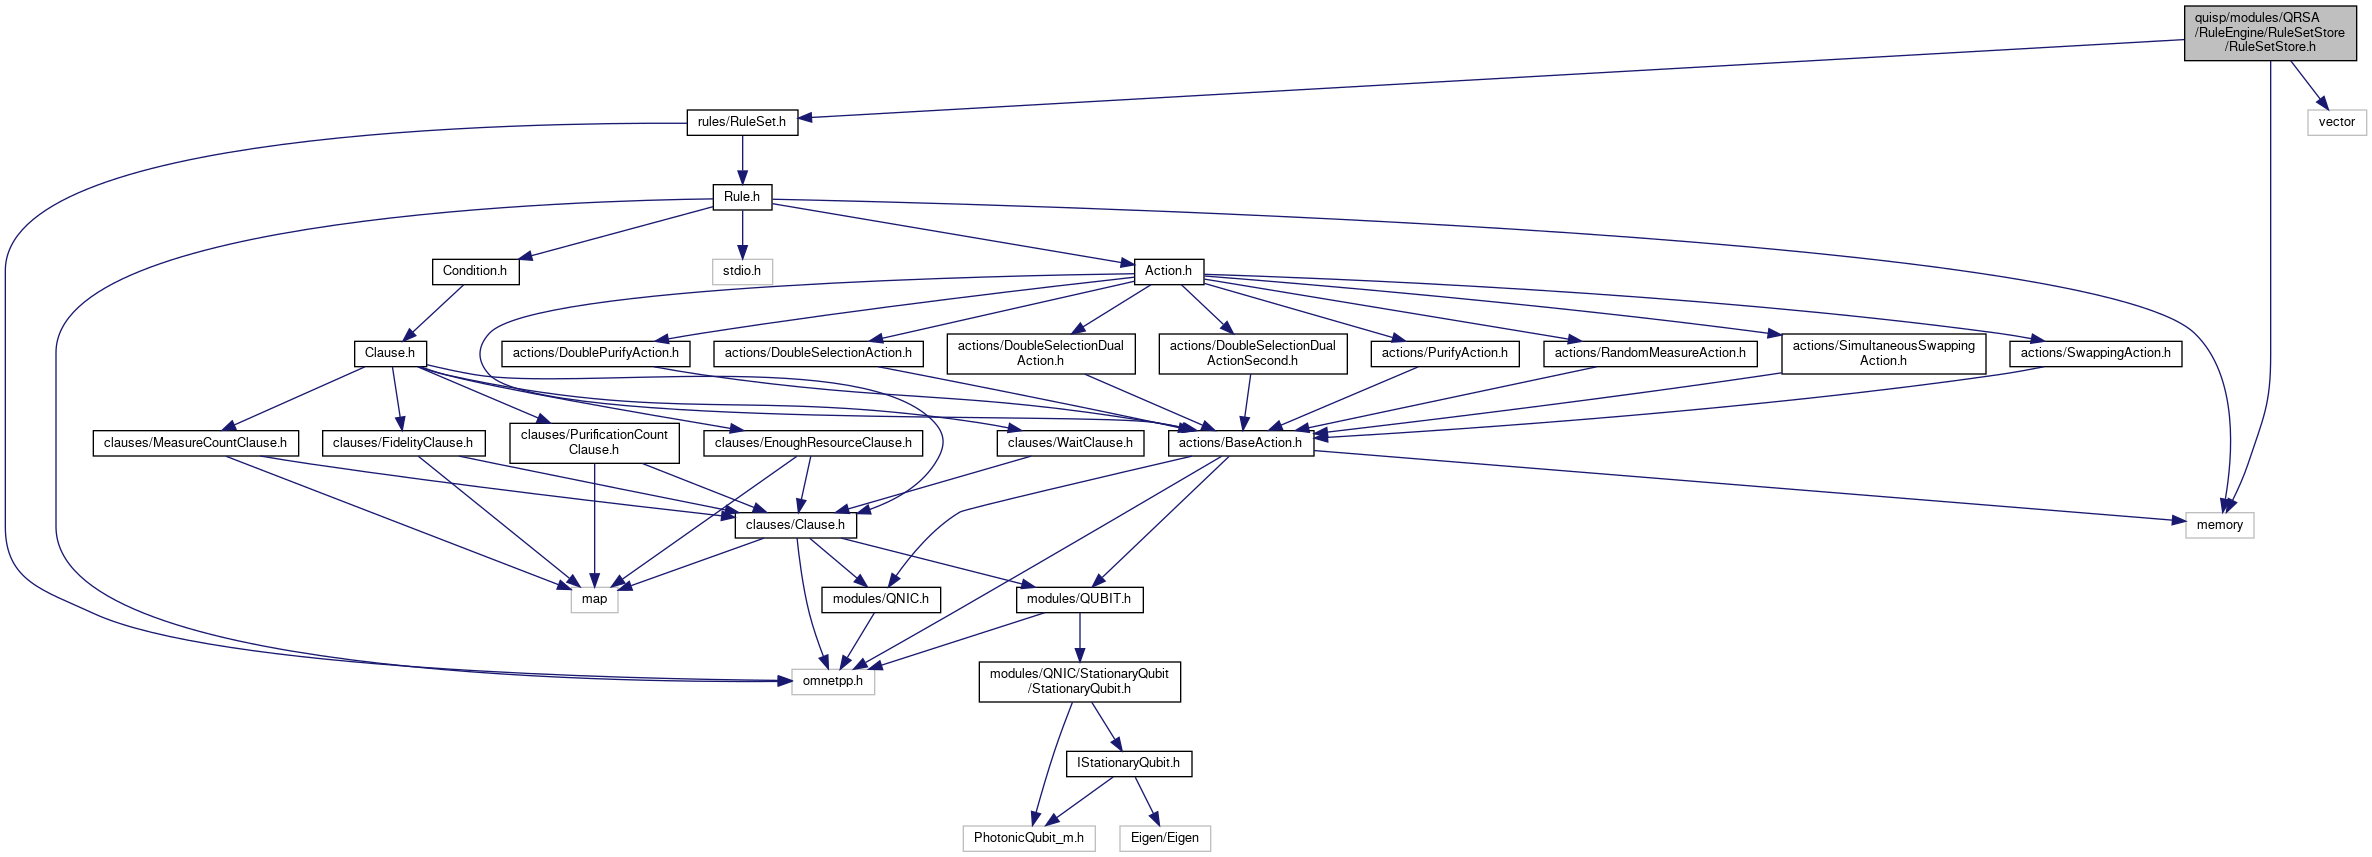 quisp/modules/QRSA
/RuleEngine/RuleSetStore
/RuleSetStore.h
rules/RuleSet.h
vector
Rule.h
Condition.h
stdio.h
Action.h
Clause.h
actions/DoublePurifyAction.h
actions/DoubleSelectionAction.h
actions/DoubleSelectionDual
Action.h
actions/DoubleSelectionDual
ActionSecond.h
actions/PurifyAction.h
actions/RandomMeasureAction.h
actions/SimultaneousSwapping
Action.h
actions/SwappingAction.h
clauses/MeasureCountClause.h
clauses/FidelityClause.h
clauses/PurificationCount
Clause.h
clauses/EnoughResourceClause.h
clauses/WaitClause.h
actions/BaseAction.h
clauses/Clause.h
memory
map
modules/QNIC.h
modules/QUBIT.h
omnetpp.h
modules/QNIC/StationaryQubit
/StationaryQubit.h
IStationaryQubit.h
PhotonicQubit_m.h
Eigen/Eigen